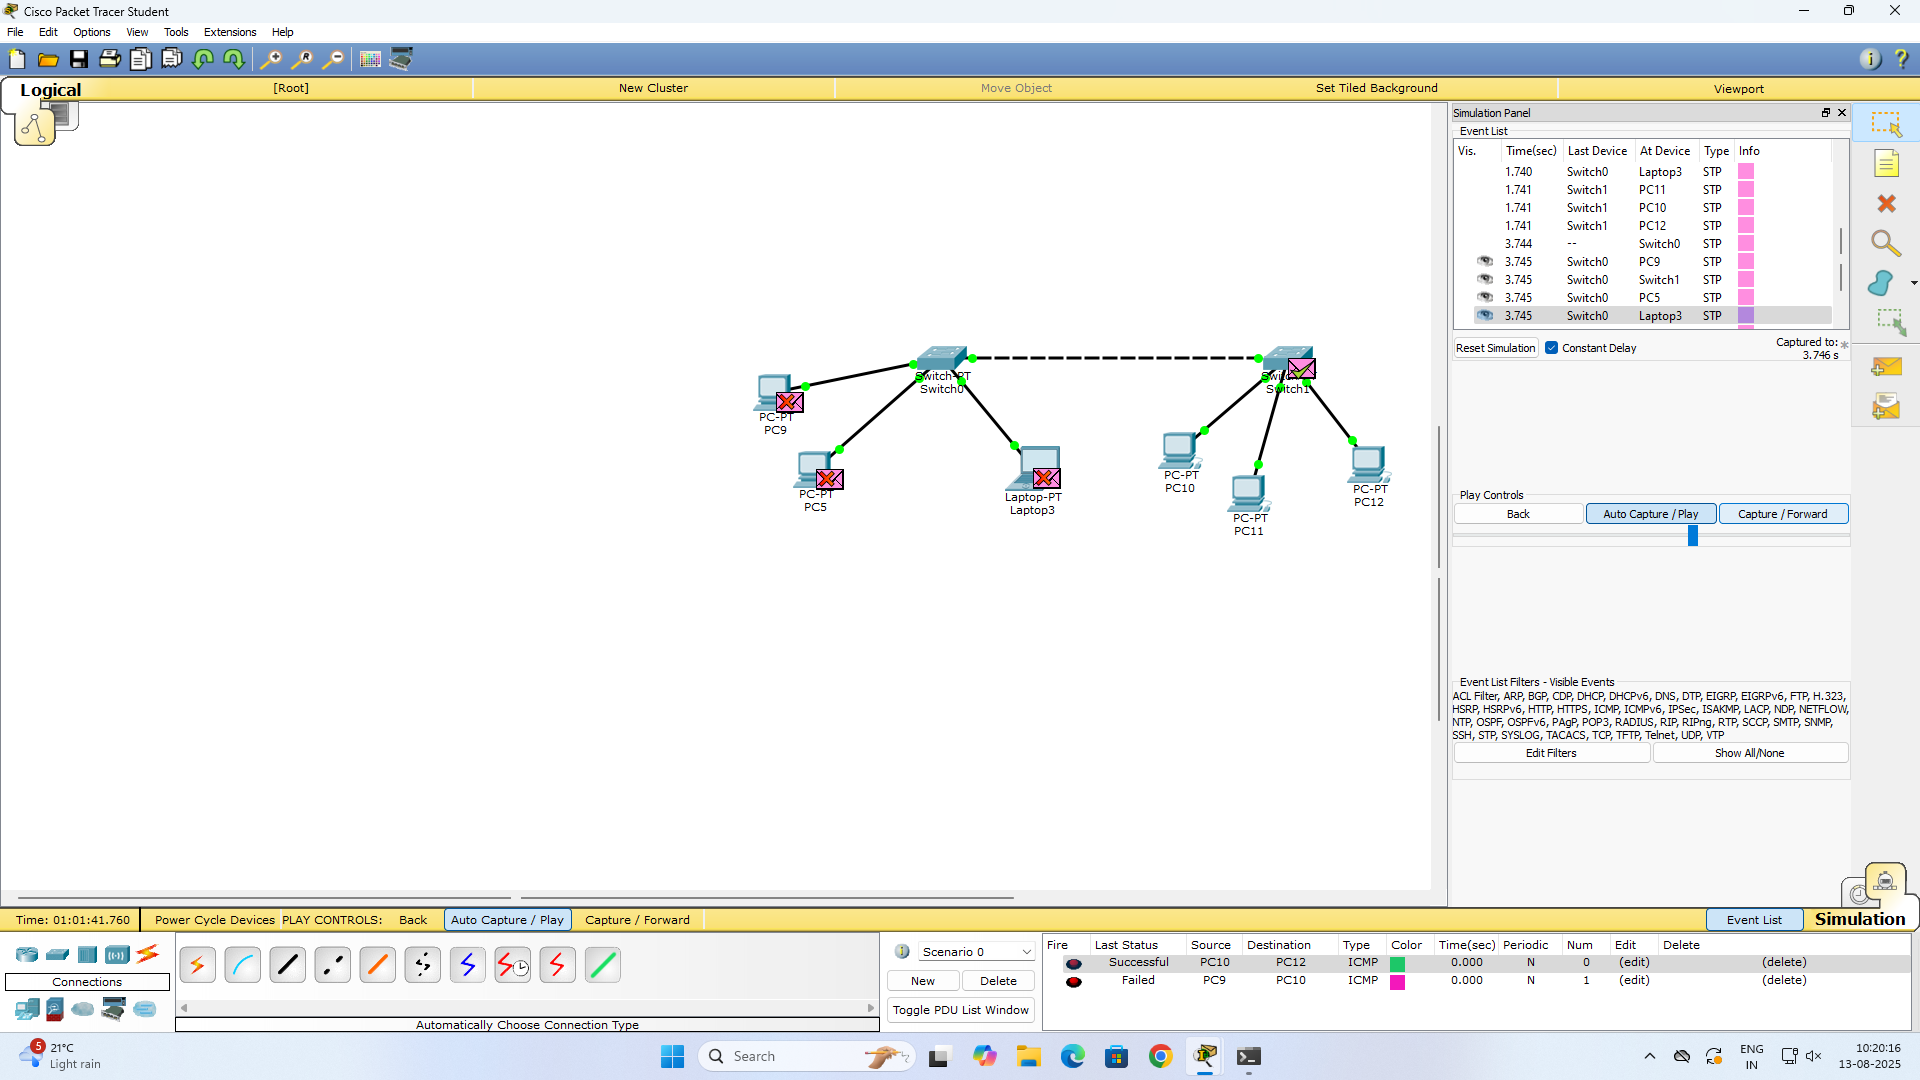 Cisco Packet Tracer Student
File Edit Options View Tools Extensions Help
Logical [Root] New Cluster Move Object Set Tiled Background Viewport
Simulation Panel
Event List
Vis. Time(sec) Last Device At Device Type Info
1.740 Switch0 Laptop3 STP
1.741 Switch1 PC11 STP
1.741 Switch1 PC10 STP
1.741 Switch1 PC12 STP
3.744 -- Switch0 STP
3.745 Switch0 PC9 STP
3.745 Switch0 Switch1 STP
3.745 Switch0 PC5 STP
3.745 Switch0 Laptop3 STP
Reset Simulation Constant Delay Captured to: *
3.746 s
Switch-PT
Switch0
Switch1
PC-PT
PC9
PC-PT
PC5
Laptop-PT
Laptop3
PC-PT
PC10
PC-PT
PC11
PC-PT
PC12
Play Controls
Back Auto Capture / Play Capture / Forward
Event List Filters - Visible Events
ACL Filter, ARP, BGP, CDP, DHCP, DHCPv6, DNS, DTP, EIGRP, EIGRPv6, FTP, H.323,
HSRP, HSRPv6, HTTP, HTTPS, ICMP, ICMPv6, IPSec, ISAKMP, LACP, NDP, NETFLOW,
NTP, OSPF, OSPFv6, PAgP, POP3, RADIUS, RIP, RIPng, RTP, SCCP, SMTP, SNMP,
SSH, STP, SYSLOG, TACACS, TCP, TFTP, Telnet, UDP, VTP
Edit Filters Show All/None
Time: 01:01:41.760 Power Cycle Devices PLAY CONTROLS: Back Auto Capture / Play Capture / Forward Event List Simulation
Connections
Automatically Choose Connection Type
Scenario 0
New Delete
Toggle PDU List Window
Fire Last Status Source Destination Type Color Time(sec) Periodic Num Edit Delete
Successful PC10 PC12 ICMP 0.000 N 0 (edit) (delete)
Failed PC9 PC10 ICMP 0.000 N 1 (edit) (delete)
5
21°C
Light rain
Search
ENG
IN
10:20:16
13-08-2025